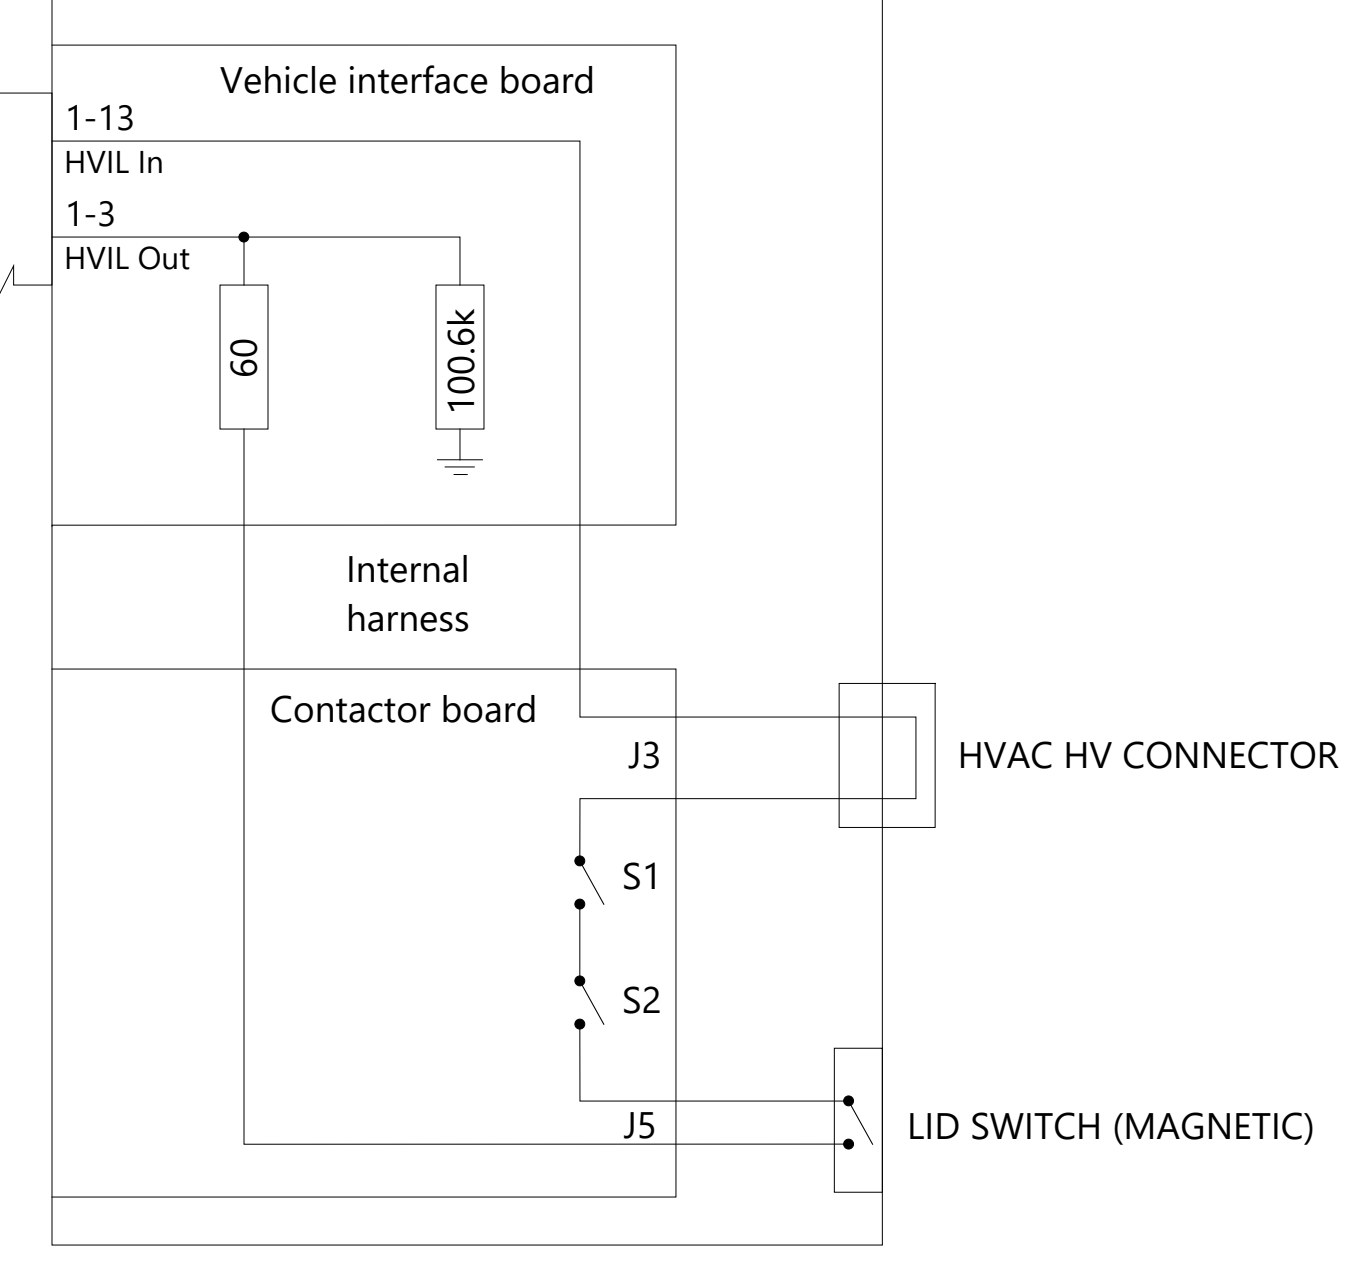 Vehicle interface board
1-13
HVIL In
1-3
HVIL Out
60
100.6k
Internal
harness
Contactor board
J3
HVAC HV CONNECTOR
S1
S2
J5
LID SWITCH (MAGNETIC)